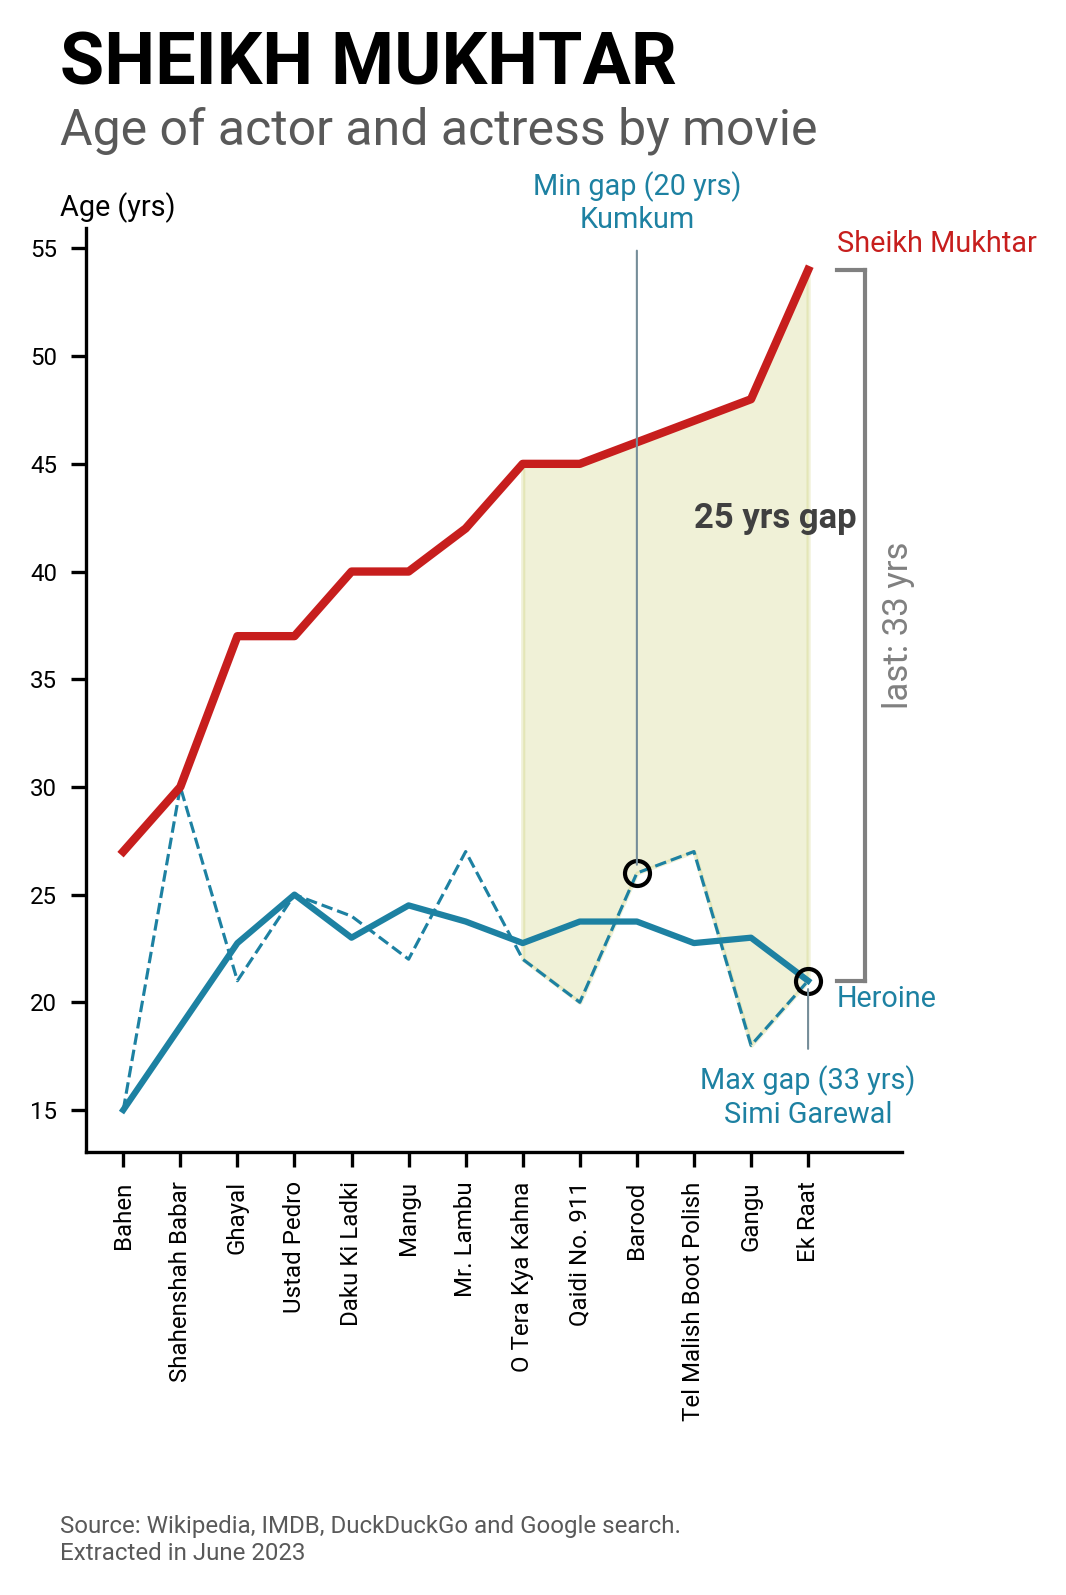 SHEIKH MUKHTAR
Age of actor and actress by movie
Min gap (20 yrs)
Kumkum
Age (yrs)
Sheikh Mukhtar
55
50
45
40
35
30
25
20
15
25 yrs gap
last: 33 yrs
Heroine
Max gap (33 yrs)
Simi Garewal
Bahen
Shahenshah Babar
Ghayal
Ustad Pedro
Daku Ki Ladki
Mangu
Mr. Lambu
O Tera Kya Kahna
Qaidi No. 911
Barood
Tel Malish Boot Polish
Gangu
Ek Raat
Source: Wikipedia, IMDB, DuckDuckGo and Google search.
Extracted in June 2023